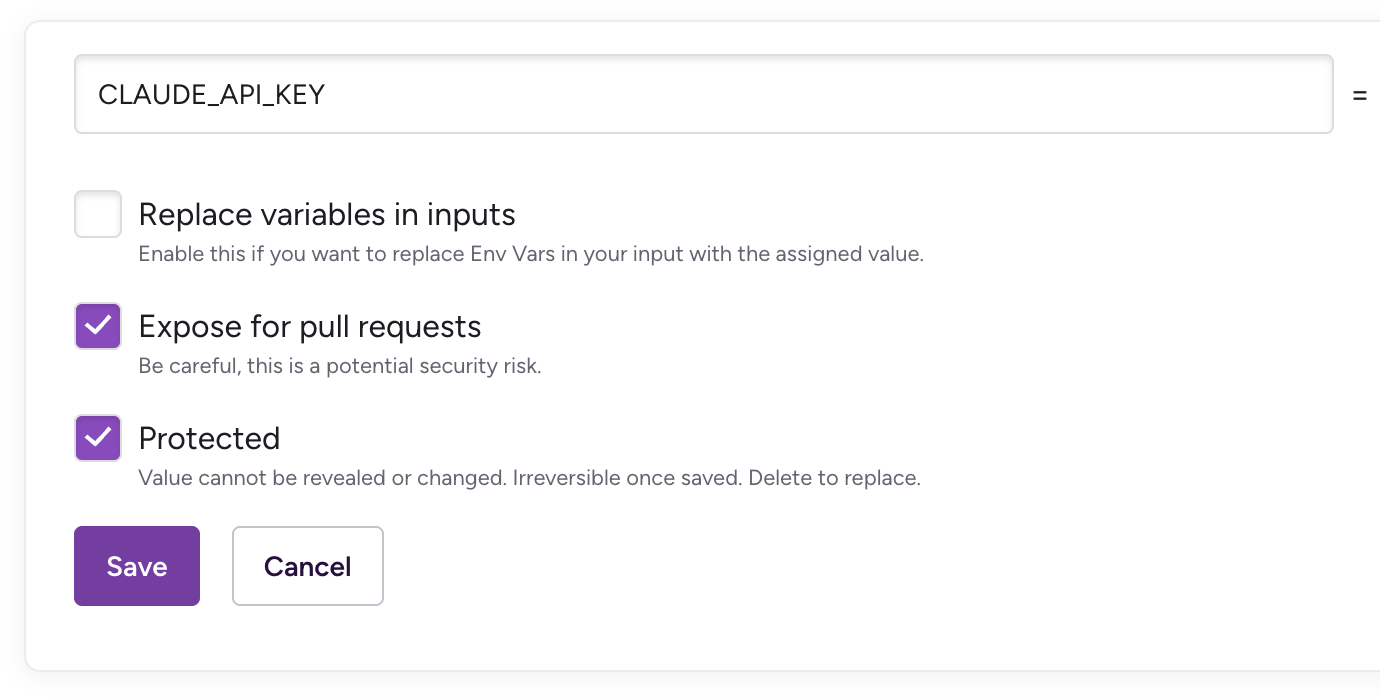 CLAUDE_API_KEY =
Replace variables in inputs
Enable this if you want to replace Env Vars in your input with the assigned value.
Expose for pull requests
Be careful, this is a potential security risk.
Protected
Value cannot be revealed or changed. Irreversible once saved. Delete to replace.
Save Cancel